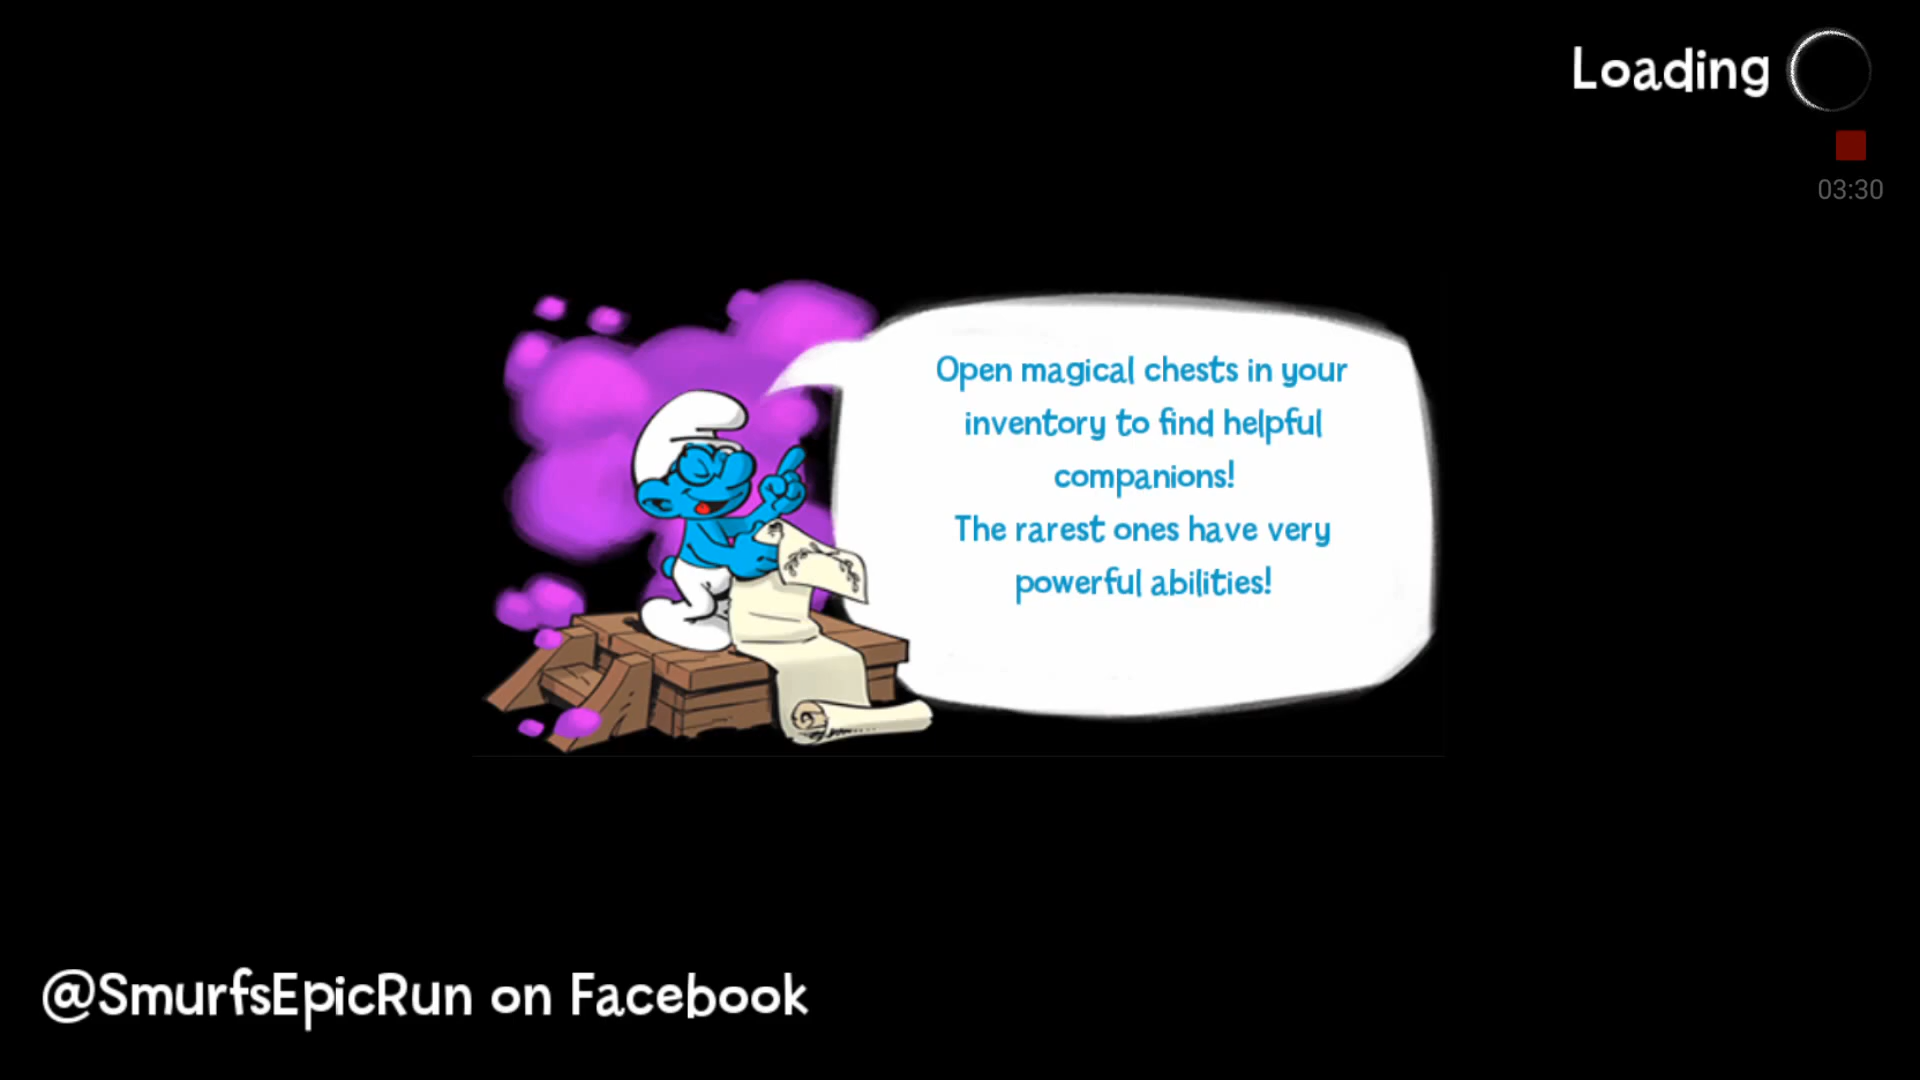 Loading
03:30
Open magical chests in your
inventory to find helpful
companions!
The rarest ones have very
powerful abilities!
@SmurfsEpicRun on Facebook